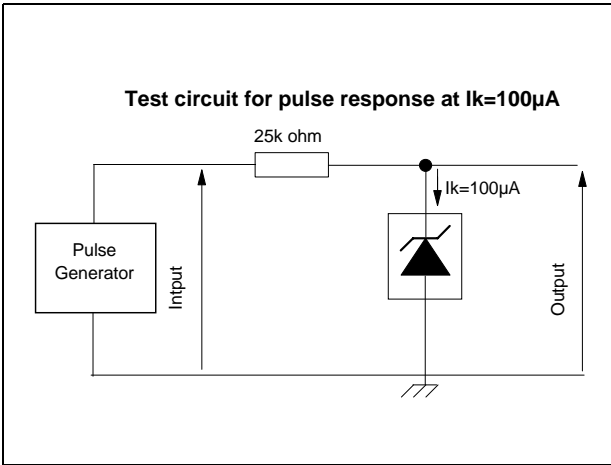 Test circuit for pulse response at Ik=100µA
25k ohm
Ik=100µA
Pulse
Generator
Intput
Output